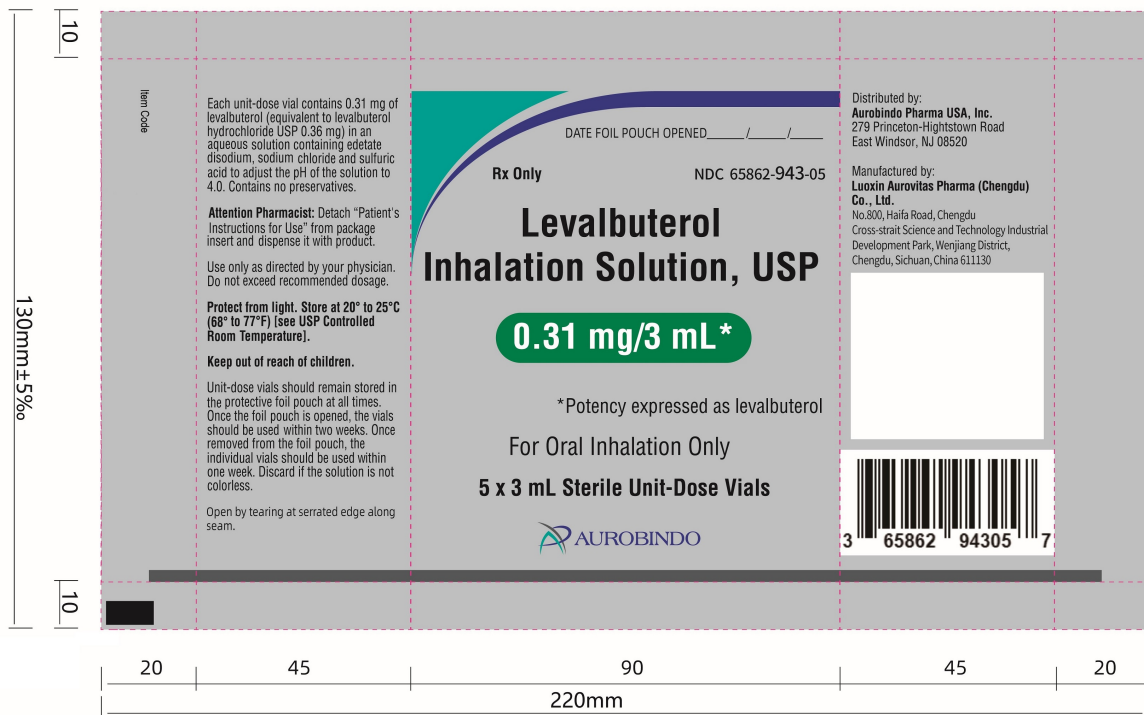 10
Item Code
130mm±5‰
10
Each unit-dose vial contains 0.31 mg of
levalbuterol (equivalent to levalbuterol
hydrochloride USP 0.36 mg) in an
aqueous solution containing edetate
disodium, sodium chloride and sulfuric
acid to adjust the pH of the solution to
4.0. Contains no preservatives.
Attention Pharmacist: Detach “Patient's
Instructions for Use” from package
insert and dispense it with product.
Use only as directed by your physician.
Do not exceed recommended dosage.
Protect from light. Store at 20° to 25°C
(68° to 77°F) [see USP Controlled
Room Temperature].
Keep out of reach of children.
Unit-dose vials should remain stored in
the protective foil pouch at all times.
Once the foil pouch is opened, the vials
should be used within two weeks. Once
removed from the foil pouch, the
individual vials should be used within
one week. Discard if the solution is not
colorless.
Open by tearing at serrated edge along
seam.
DATE FOIL POUCH OPENED______/______/_____
Rx Only NDC 65862-943-05
Levalbuterol
Inhalation Solution, USP
0.31 mg/3 mL*
*Potency expressed as levalbuterol
For Oral Inhalation Only
5 x 3 mL Sterile Unit-Dose Vials
AUROBINDO
Distributed by:
Aurobindo Pharma USA, Inc.
279 Princeton-Hightstown Road
East Windsor, NJ 08520
Manufactured by:
Luoxin Aurovitas Pharma (Chengdu)
Co., Ltd.
No.800, Haifa Road, Chengdu
Cross-strait Science and Technology Industrial
Development Park, Wenjiang District,
Chengdu, Sichuan, China 611130
3 65862 94305 7
20 45 90 45 20
220mm